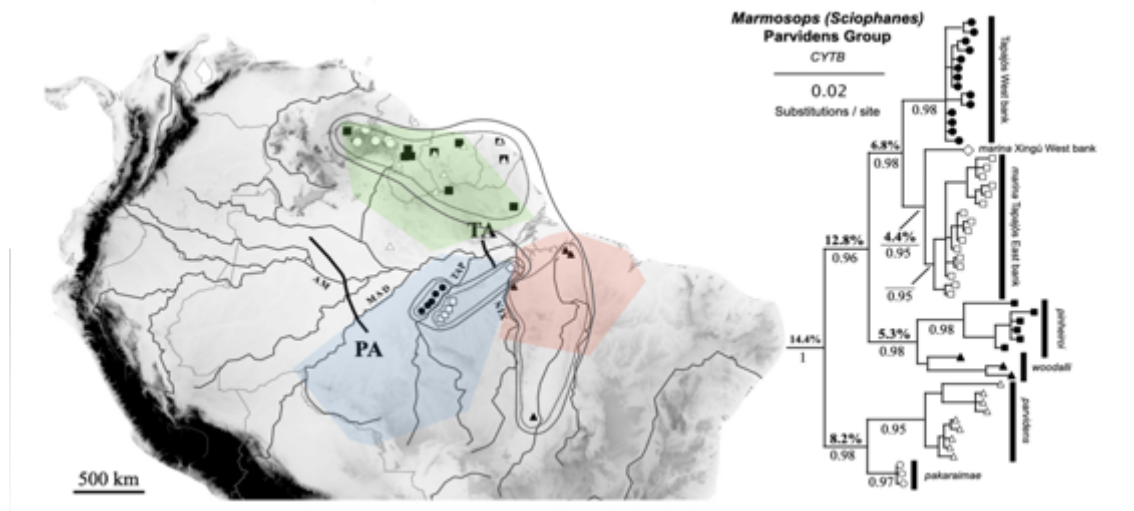 Marmosops (Sciophanes)
Parvidens Group
CYTB
0.02
Substitutions / site
TA
AM
MAD
TAP
XIN
PA
500 km
Tapajós West bank
0.98
6.8%
0.98
marina Xingú West bank
marina Tapajós East bank
4.4%
0.95
0.95
12.8%
0.96
5.3%
0.98
0.98
pinheiroi
woodalli
14.4%
1
8.2%
0.98
0.95
parvidens
0.97
pakaraimae